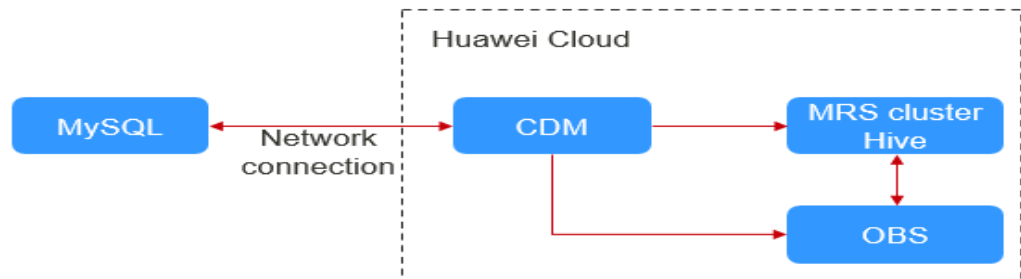 Huawei Cloud
MySQL
Network
connection
CDM
MRS cluster
Hive
OBS